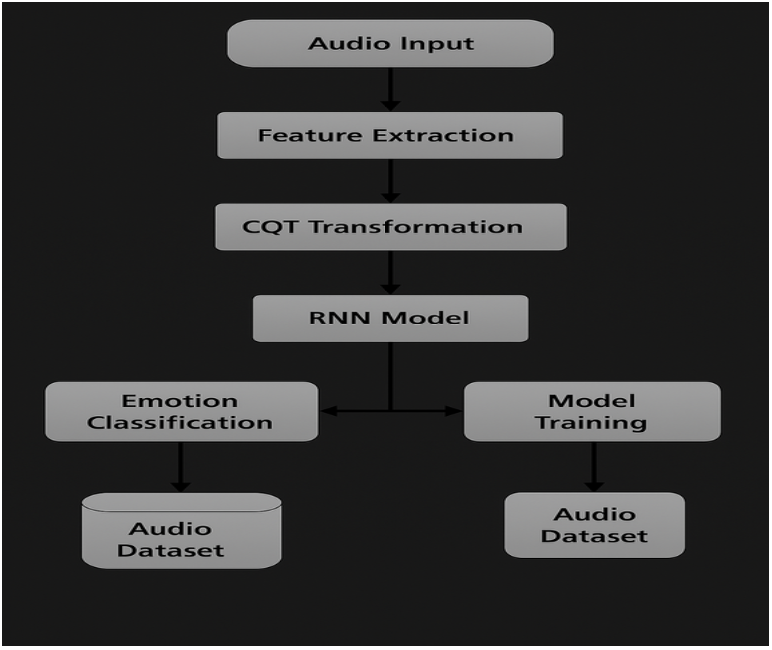 Audio Input
Feature Extraction
CQT Transformation
RNN Model
Emotion
Classification
Model
Training
Audio
Dataset
Audio
Dataset